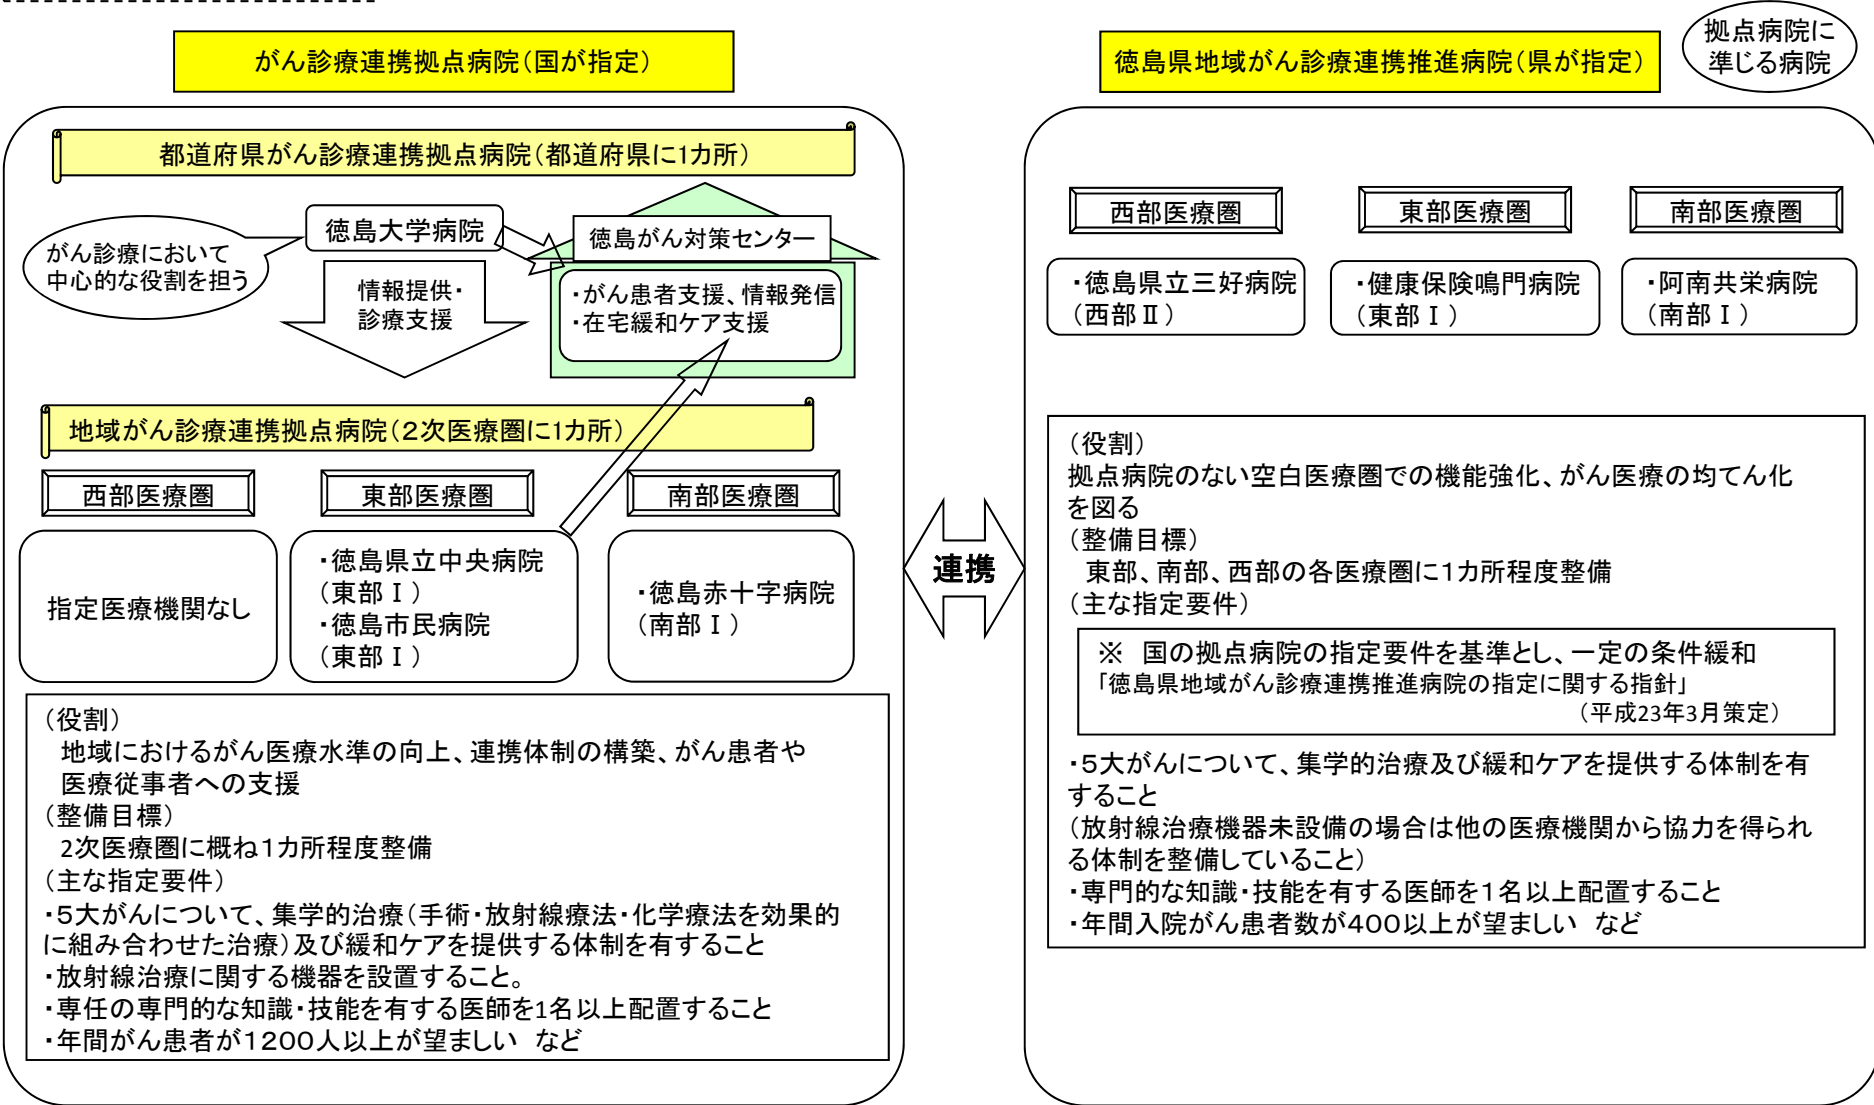 がん診療連携拠点病院（国が指定）
都道府県がん診療連携拠点病院（都道府県に1カ所）
がん診療において
中心的な役割を担う
徳島大学病院
情報提供・
診療支援
徳島がん対策センター
・がん患者支援、情報発信
・在宅緩和ケア支援
地域がん診療連携拠点病院（２次医療圏に1カ所）
西部医療圏
東部医療圏
南部医療圏
指定医療機関なし
・徳島県立中央病院
（東部Ⅰ）
・徳島市民病院
（東部Ⅰ）
・徳島赤十字病院
（南部Ⅰ）
（役割）
地域におけるがん医療水準の向上、連携体制の構築、がん患者や
医療従事者への支援
（整備目標）
2次医療圏に概ね１カ所程度整備
（主な指定要件）
・５大がんについて、集学的治療（手術・放射線療法・化学療法を効果的
に組み合わせた治療）及び緩和ケアを提供する体制を有すること
・放射線治療に関する機器を設置すること。
・専任の専門的な知識・技能を有する医師を1名以上配置すること
・年間がん患者が１２００人以上が望ましい　など
連携
徳島県地域がん診療連携推進病院（県が指定）
拠点病院に
準じる病院
西部医療圏
東部医療圏
南部医療圏
・徳島県立三好病院
（西部Ⅱ）
・健康保険鳴門病院
（東部Ⅰ）
・阿南共栄病院
（南部Ⅰ）
（役割）
拠点病院のない空白医療圏での機能強化、がん医療の均てん化
を図る
（整備目標）
東部、南部、西部の各医療圏に１カ所程度整備
（主な指定要件）
※　国の拠点病院の指定要件を基準とし、一定の条件緩和
「徳島県地域がん診療連携推進病院の指定に関する指針」
（平成23年3月策定）
・５大がんについて、集学的治療及び緩和ケアを提供する体制を有
すること
（放射線治療機器未設備の場合は他の医療機関から協力を得られ
る体制を整備していること）
・専門的な知識・技能を有する医師を１名以上配置すること
・年間入院がん患者数が４００以上が望ましい　など